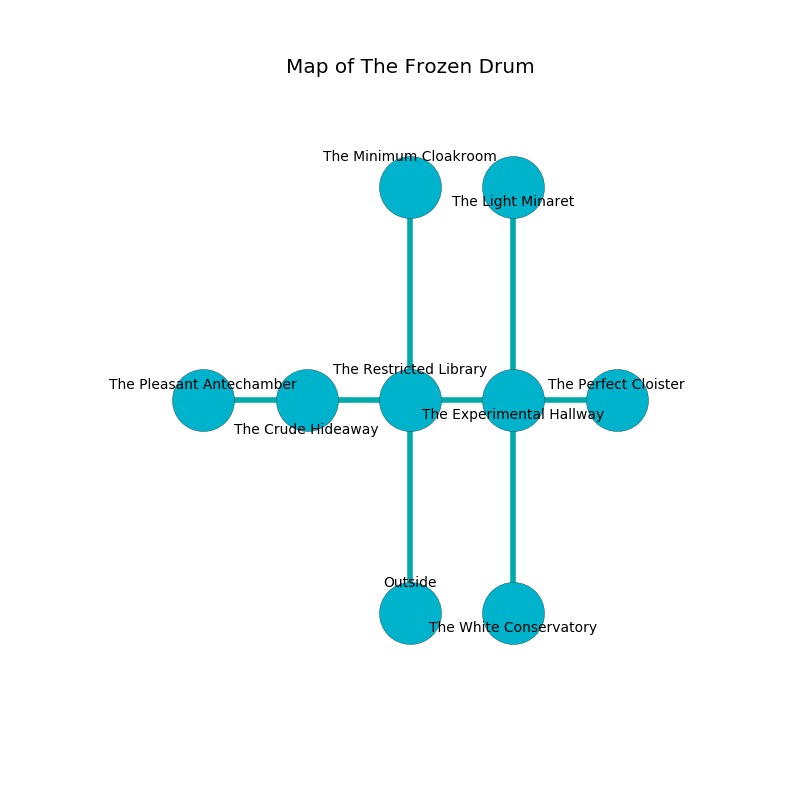 Map of The Frozen Drum
The Minimum Cloakroom
The Light Minaret
The Restricted Library
The Pleasant Antechamber
The Perfect Cloister
The Experimental Hallway
The Crude Hideaway
Outside
The White Conservatory